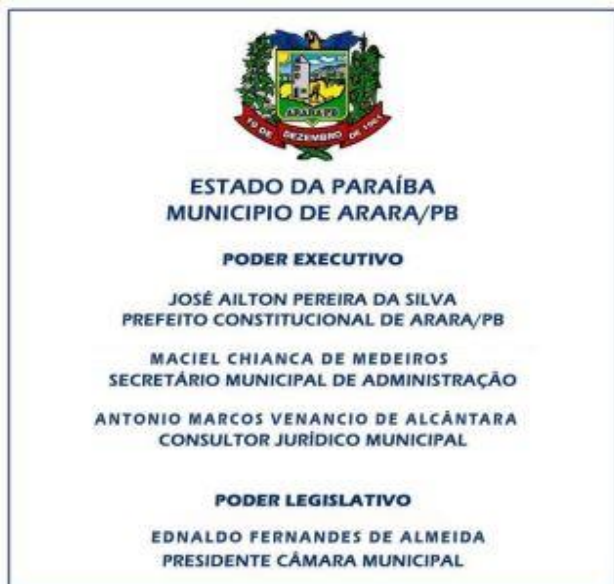 ARARA-PB
19 DE DEZEMBRO DE 1961
ESTADO DA PARAÍBA
MUNICIPIO DE ARARA/PB
PODER EXECUTIVO
JOSÉ AILTON PEREIRA DA SILVA
PREFEITO CONSTITUCIONAL DE ARARA/PB
MACIEL CHIANCA DE MEDEIROS
SECRETÁRIO MUNICIPAL DE ADMINISTRAÇÃO
ANTONIO MARCOS VENANCIO DE ALCÂNTARA
CONSULTOR JURÍDICO MUNICIPAL
PODER LEGISLATIVO
EDNALDO FERNANDES DE ALMEIDA
PRESIDENTE CÂMARA MUNICIPAL